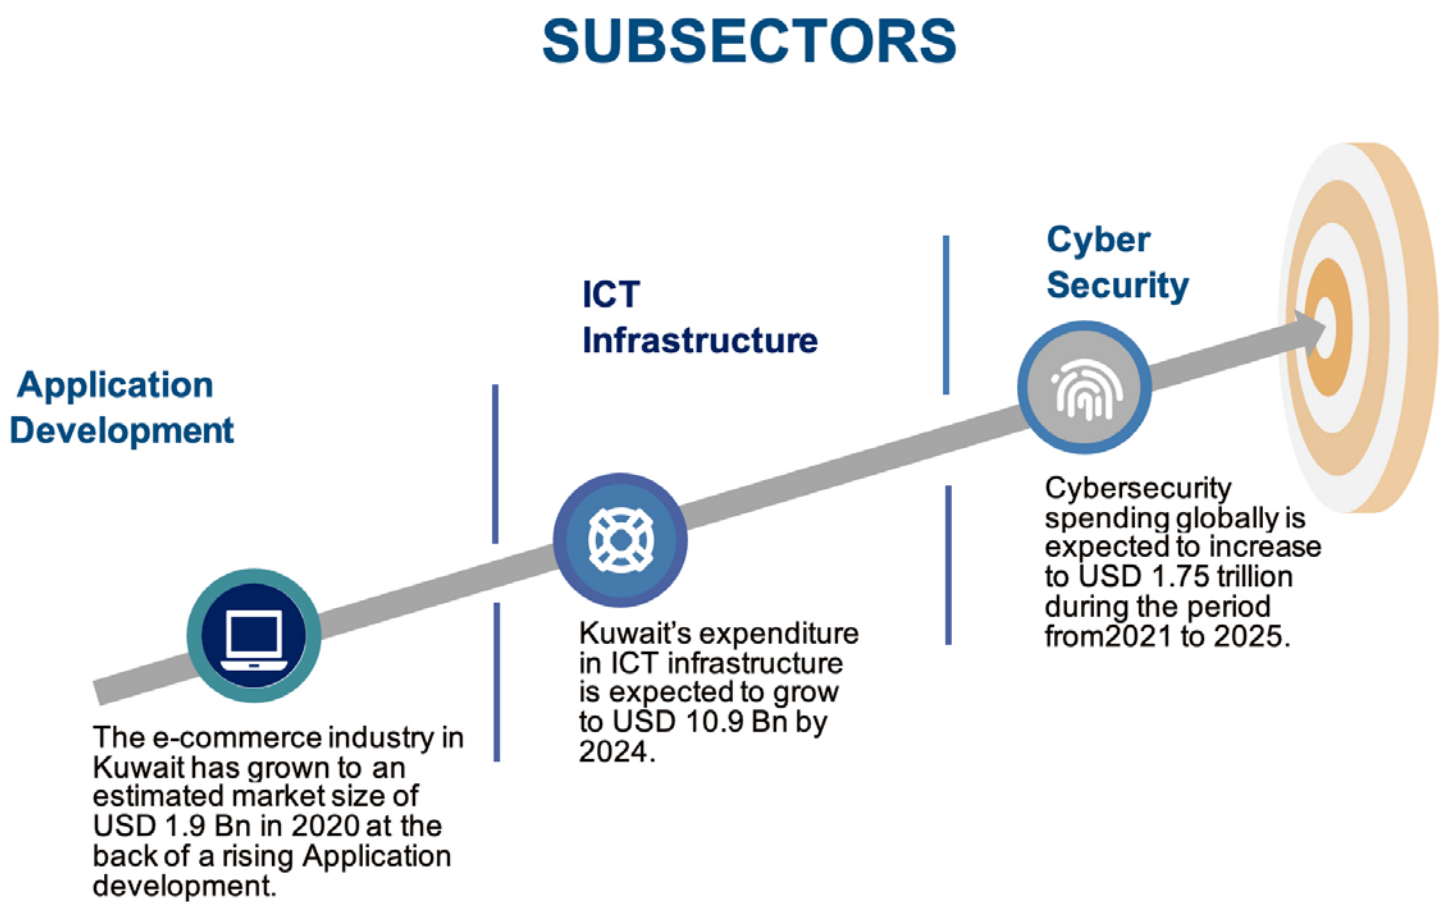 SUBSECTORS
Application
Development
The e-commerce industry in
Kuwait has grown to an
estimated market size of
USD 1.9 Bn in 2020 at the
back of a rising Application
development.
ICT
Infrastructure
Kuwait’s expenditure
in ICT infrastructure
is expected to grow
to USD 10.9 Bn by
2024.
Cyber
Security
Cybersecurity
spending globally is
expected to increase
to USD 1.75 trillion
during the period
from2021 to 2025.